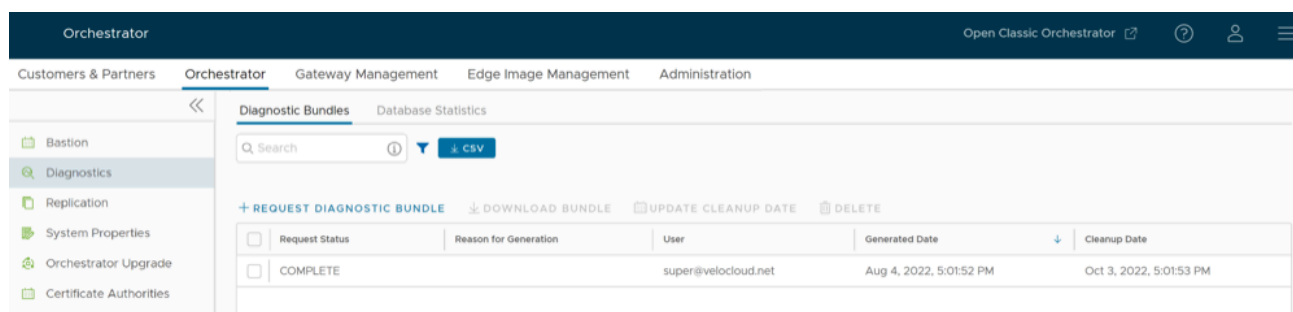 Orchestrator
Open Classic Orchestrator
Customers & Partners Orchestrator Gateway Management Edge Image Management Administration
Diagnostic Bundles Database Statistics
Bastion
Diagnostics
Replication
System Properties
Orchestrator Upgrade
Certificate Authorities
Search
CSV
+ REQUEST DIAGNOSTIC BUNDLE DOWNLOAD BUNDLE UPDATE CLEANUP DATE DELETE
Request Status Reason for Generation User Generated Date Cleanup Date
COMPLETE super@velocloud.net Aug 4, 2022, 5:01:52 PM Oct 3, 2022, 5:01:53 PM